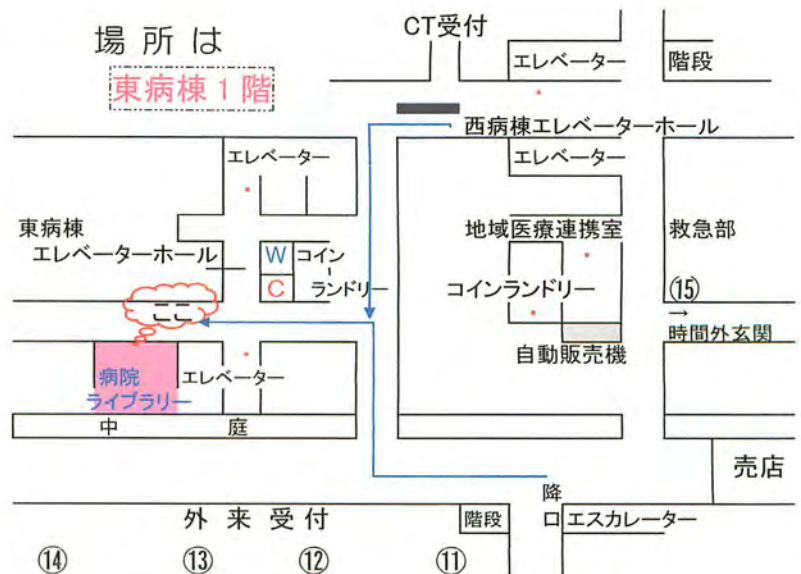 場所は
東病棟1階
CT受付
エレベーター
階段
西病棟エレベーターホール
エレベーター
エレベーター
東病棟
エレベーターホール
W
C
コイン
ランドリー
地域医療連携室
救急部
コインランドリー
⑮
→
時間外玄関
自動販売機
ここ
病院
ライブラリー
エレベーター
中庭
売店
降
口
エスカレーター
階段
外来受付
⑭
⑬
⑫
⑪